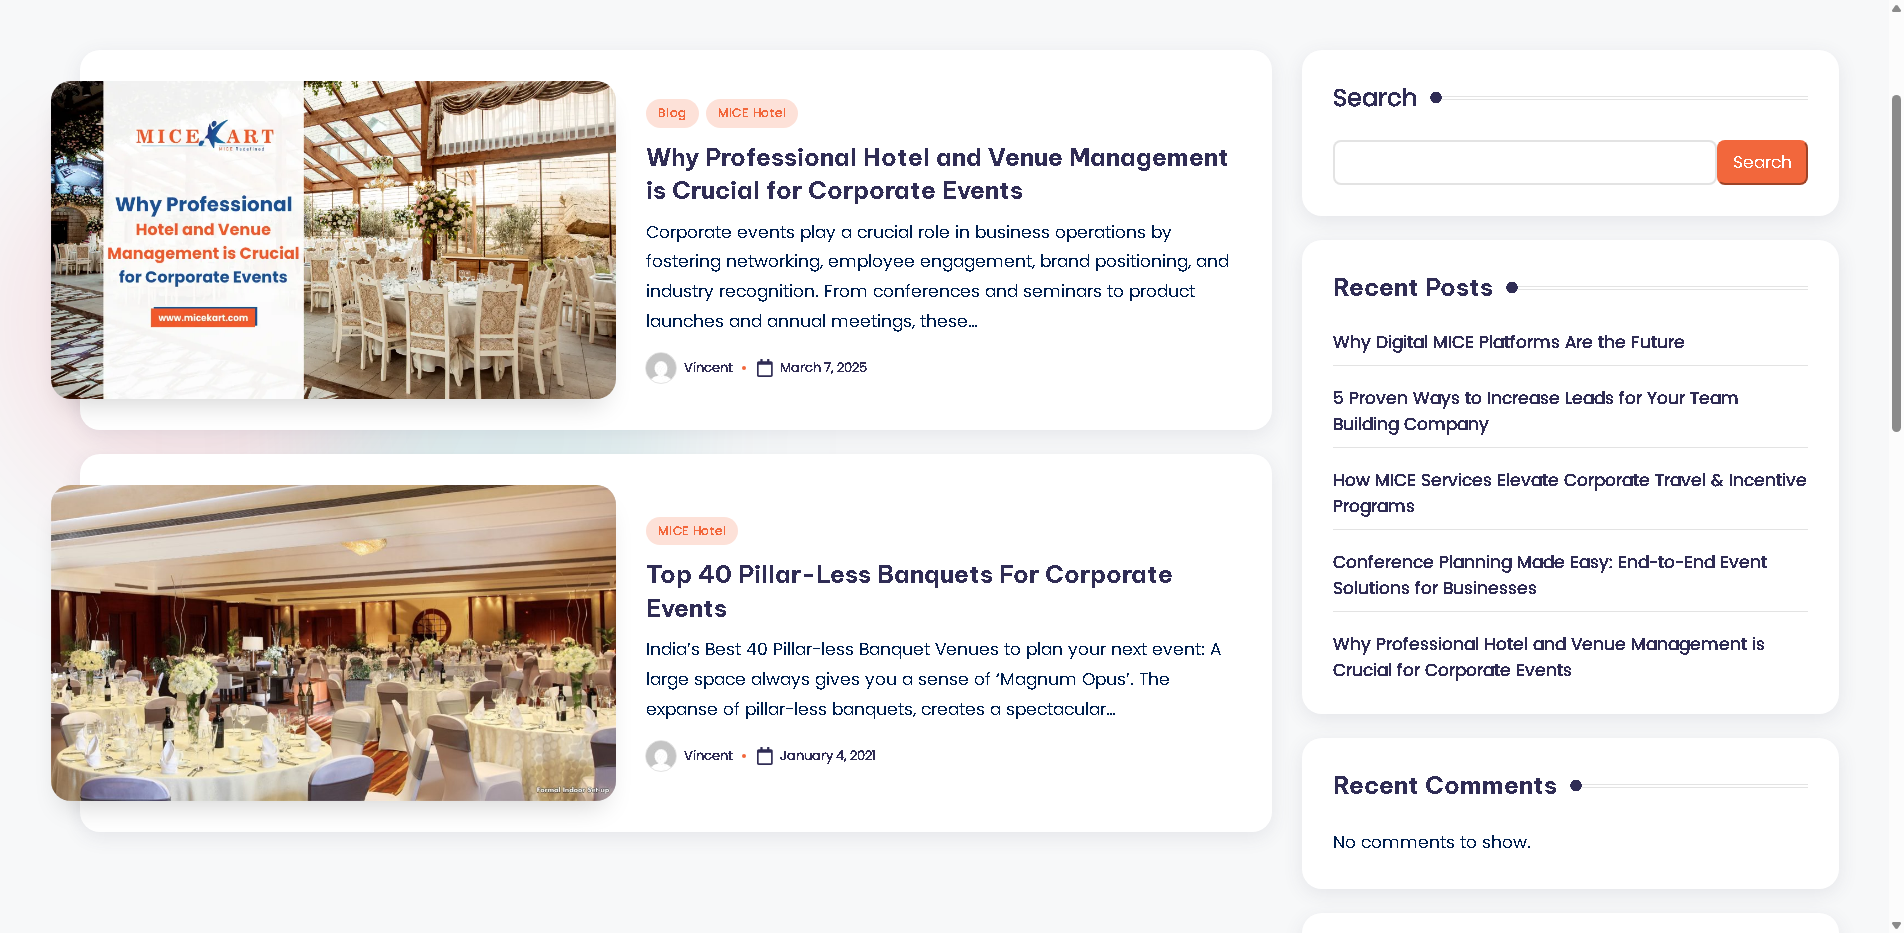 MICEKART
MICE Redefined
Why Professional
Hotel and Venue
Management is Crucial
for Corporate Events
www.micekart.com
Blog
MICE Hotel
Why Professional Hotel and Venue Management
is Crucial for Corporate Events
Corporate events play a crucial role in business operations by
fostering networking, employee engagement, brand positioning, and
industry recognition. From conferences and seminars to product
launches and annual meetings, these…
Vincent • March 7, 2025
Formal Indoor Set-up
MICE Hotel
Top 40 Pillar-Less Banquets For Corporate
Events
India’s Best 40 Pillar-less Banquet Venues to plan your next event: A
large space always gives you a sense of ‘Magnum Opus’. The
expanse of pillar-less banquets, creates a spectacular…
Vincent • January 4, 2021
Search
Search
Recent Posts
Why Digital MICE Platforms Are the Future
5 Proven Ways to Increase Leads for Your Team
Building Company
How MICE Services Elevate Corporate Travel & Incentive
Programs
Conference Planning Made Easy: End-to-End Event
Solutions for Businesses
Why Professional Hotel and Venue Management is
Crucial for Corporate Events
Recent Comments
No comments to show.